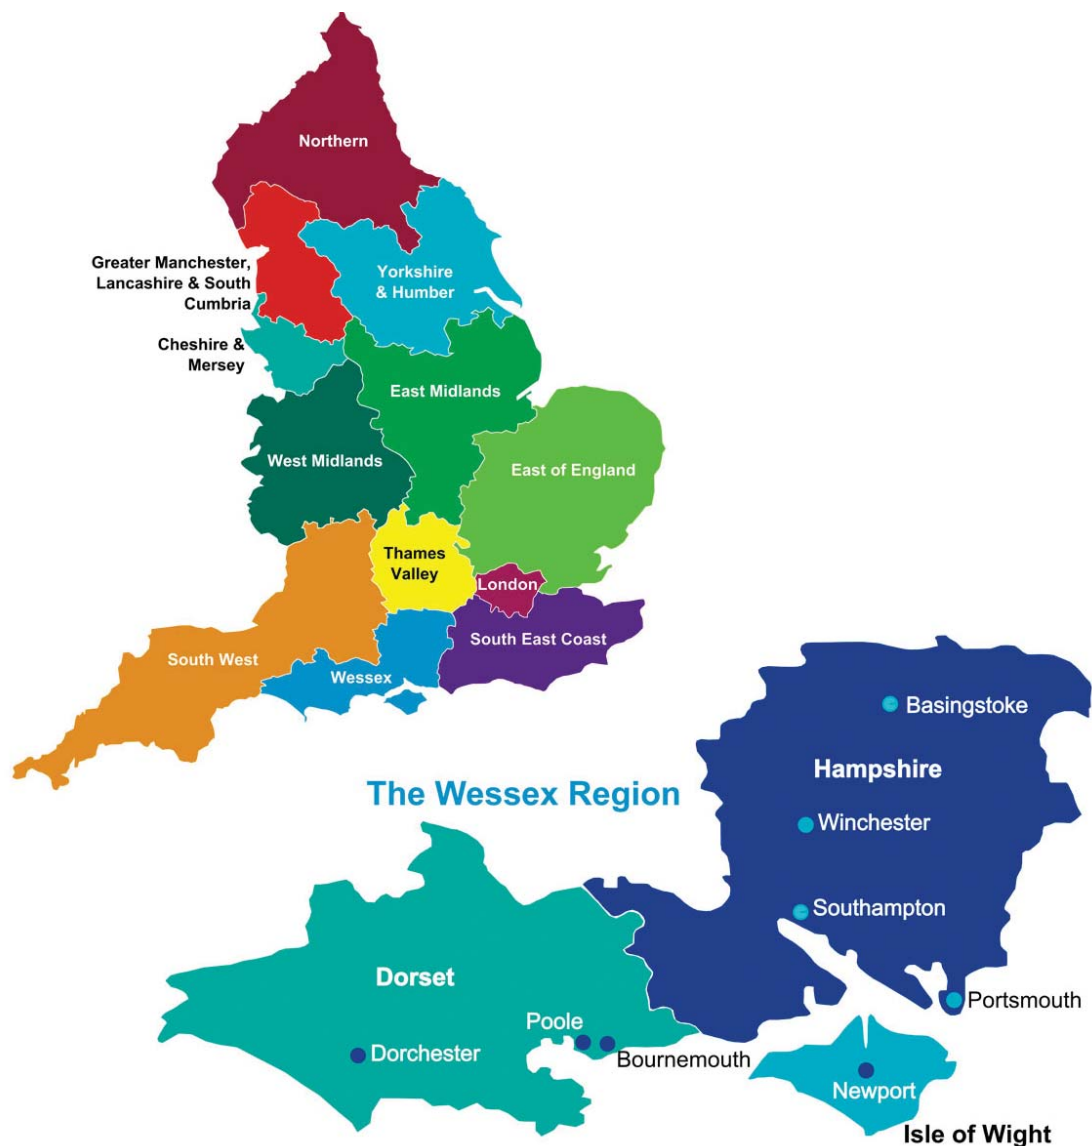 Northern
Greater Manchester,
Lancashire & South
Cumbria
Yorkshire
& Humber
Cheshire &
Mersey
East Midlands
West Midlands
East of England
Thames
Valley
London
South East Coast
South West
Wessex
The Wessex Region
Basingstoke
Hampshire
Winchester
Southampton
Dorset
Portsmouth
Poole
Dorchester
Bournemouth
Newport
Isle of Wight